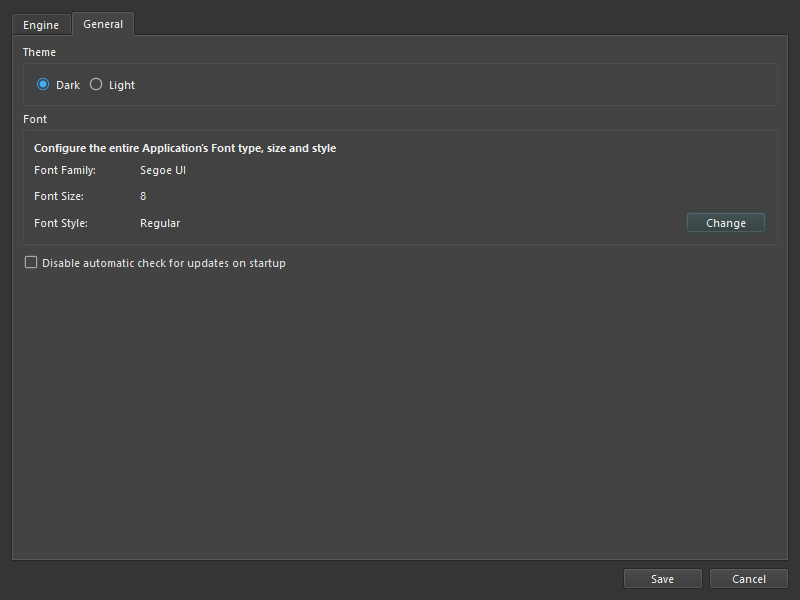 Engine General
Theme
Dark Light
Font
Configure the entire Application's Font type, size and style
Font Family: Segoe UI
Font Size: 8
Font Style: Regular Change
Disable automatic check for updates on startup
Save Cancel